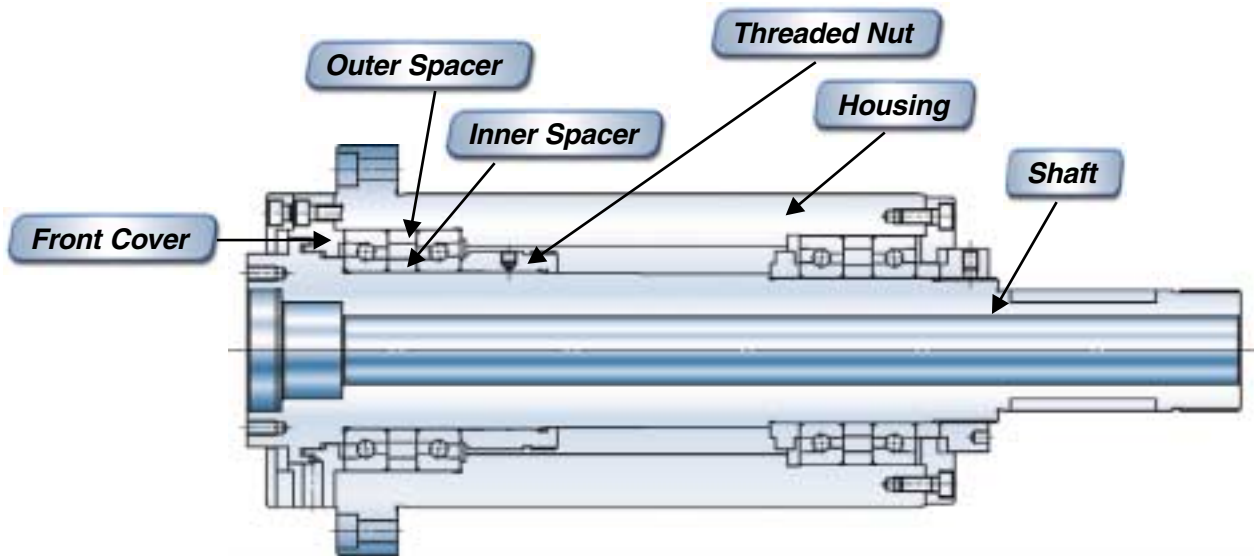 Threaded Nut
Outer Spacer
Housing
Inner Spacer
Shaft
Front Cover